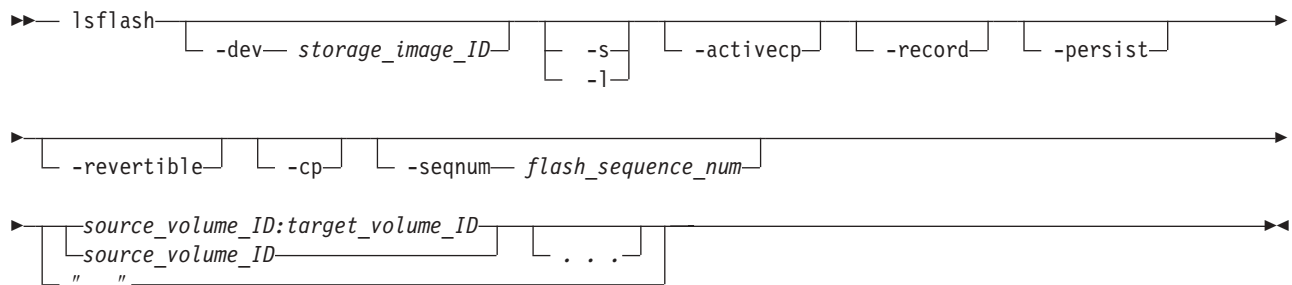 lsflash
-dev storage_image_ID
-s
-l
-activecp
-record
-persist
-revertible
-cp
-seqnum flash_sequence_num
source_volume_ID:target_volume_ID
source_volume_ID
. . .
" "